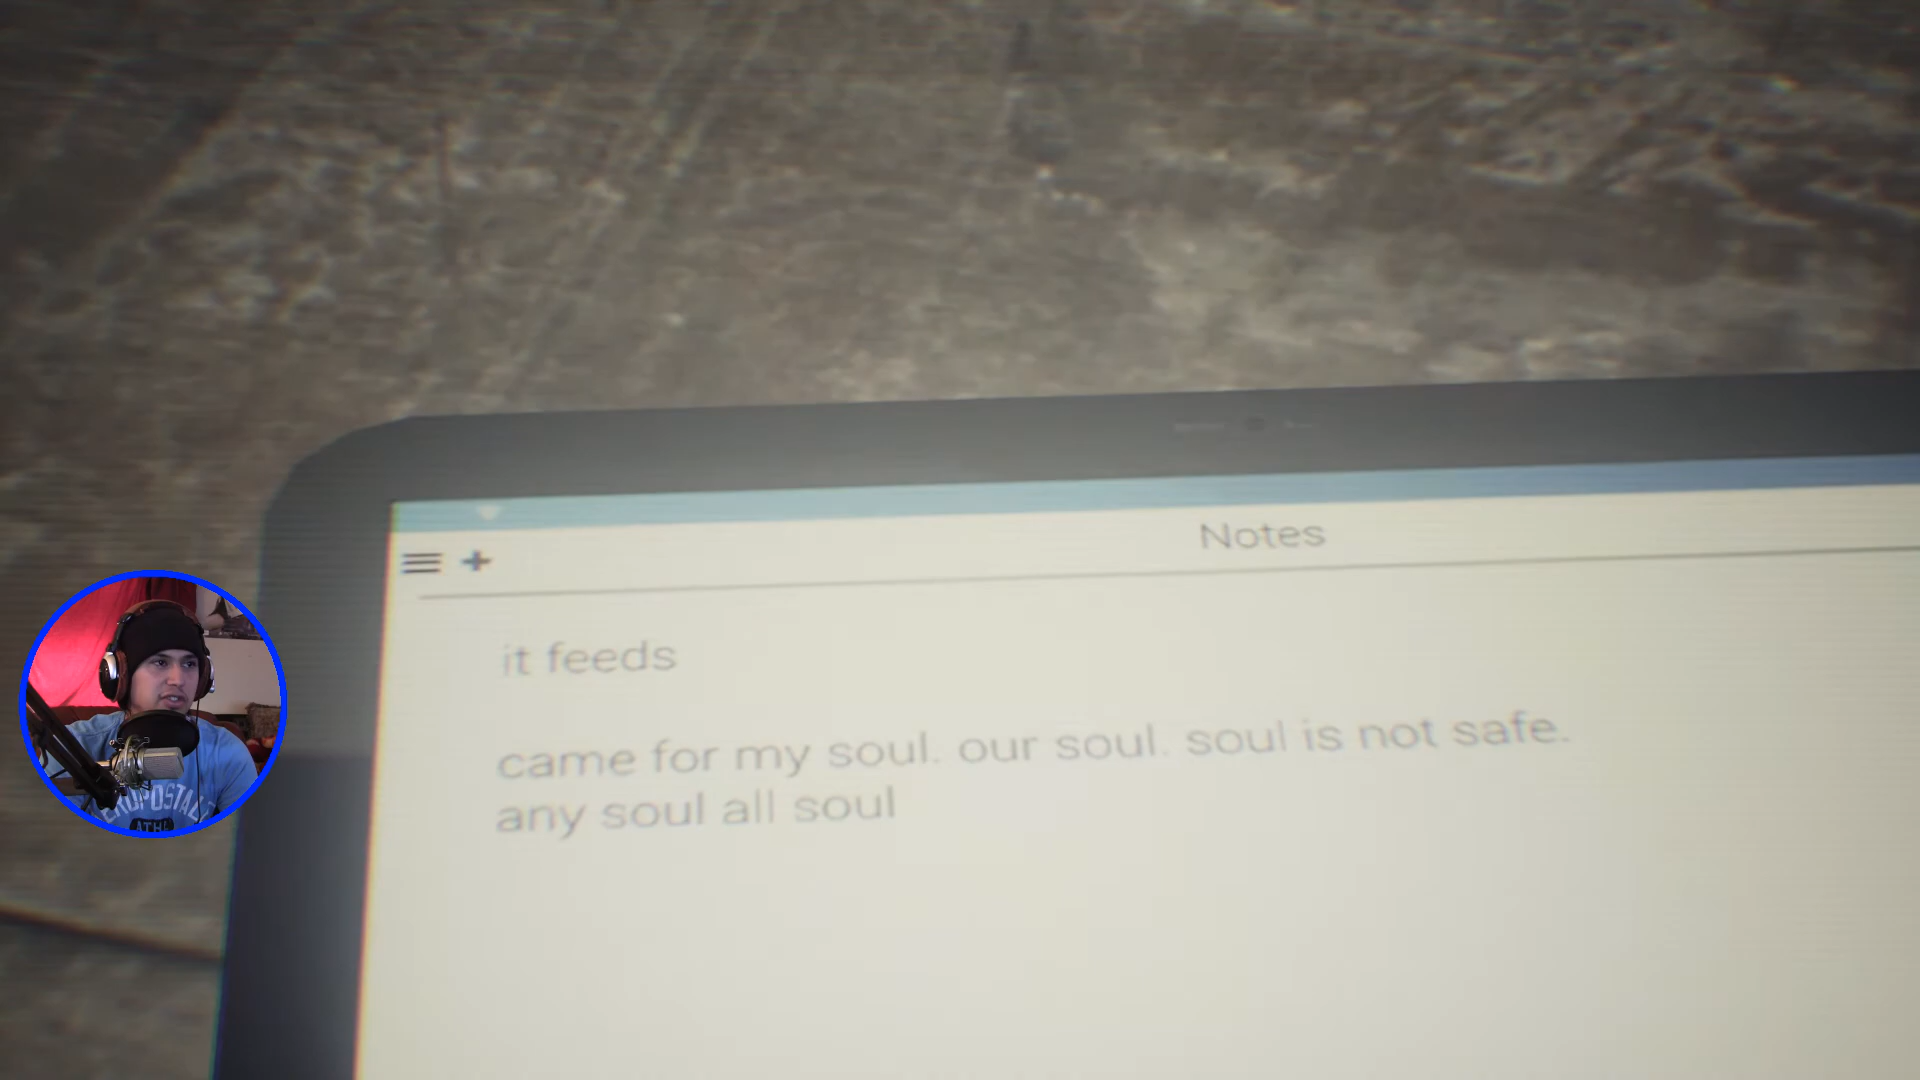 Notes
it feeds
came for my soul. our soul. soul is not safe.
any soul all soul